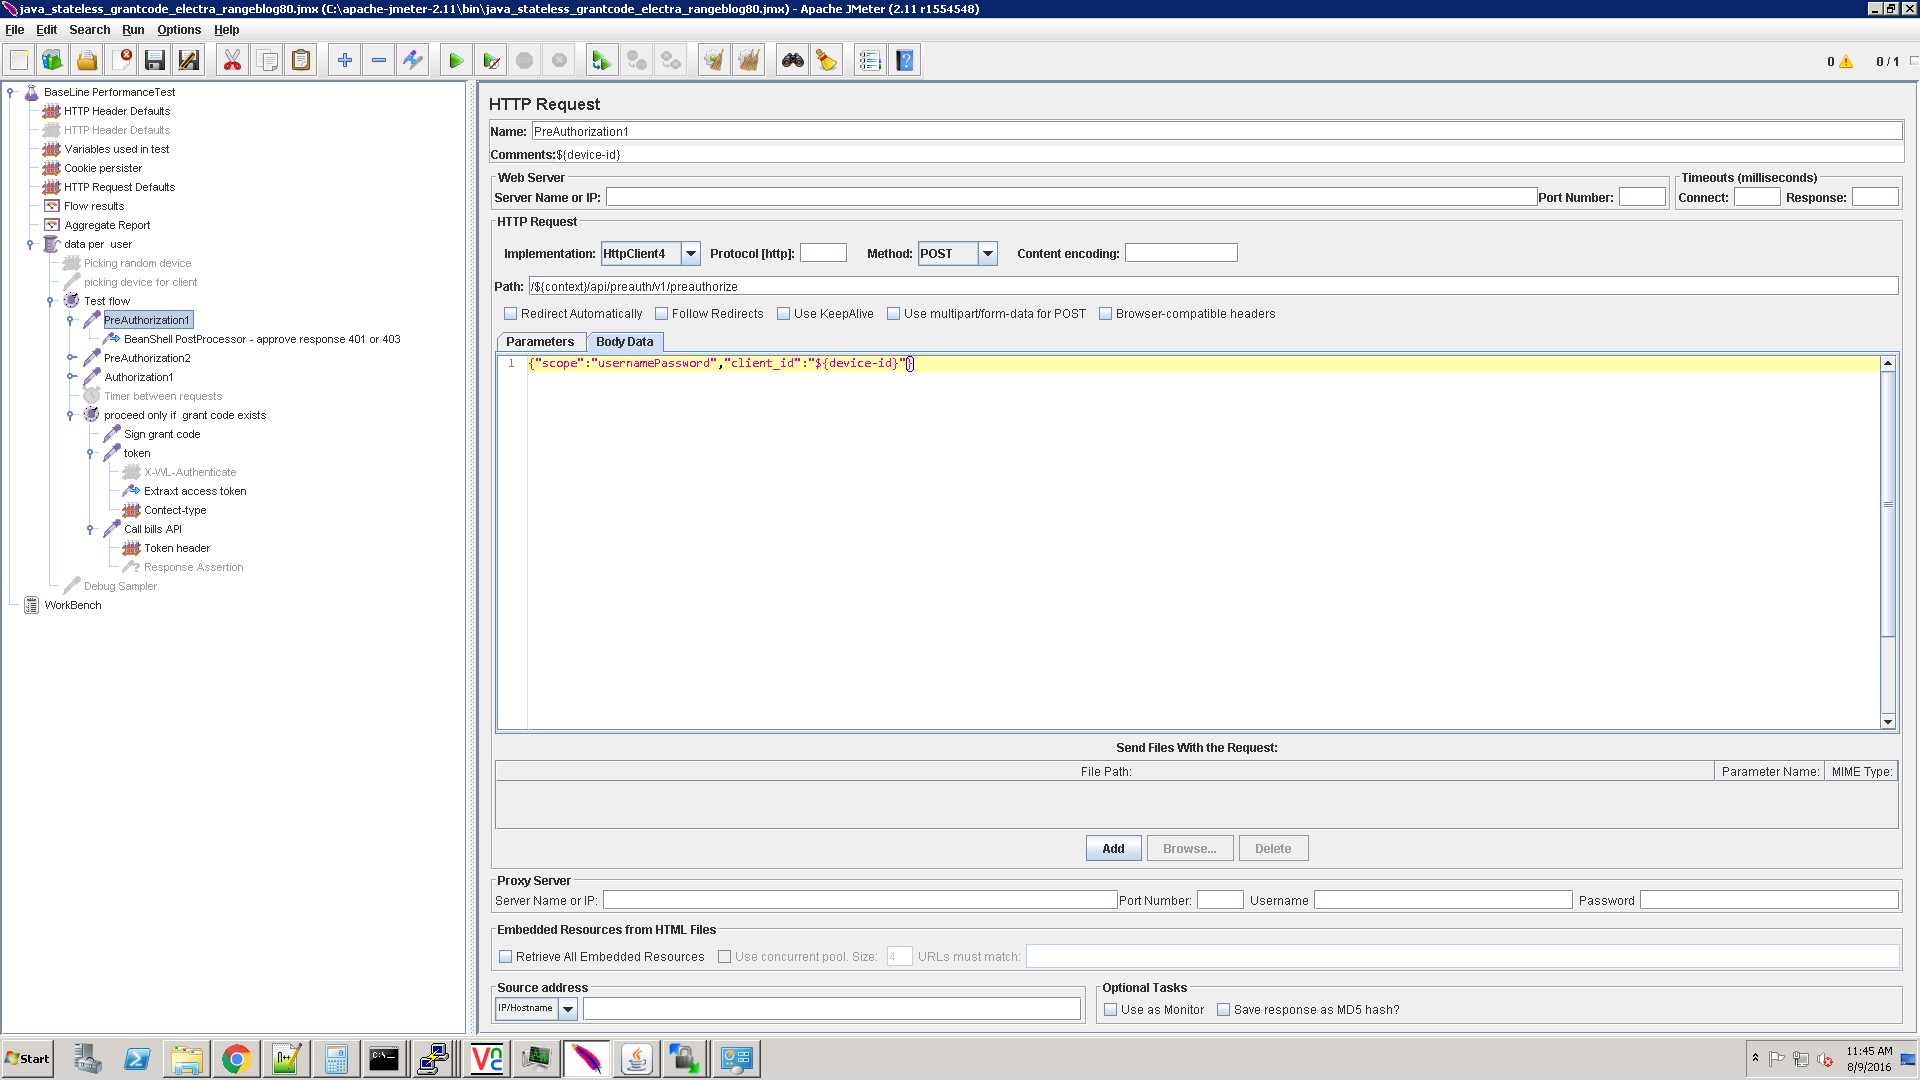 java_stateless_grantcode_electra_rangeblog80.jmx (C:\apache-jmeter-2.11\bin\java_stateless_grantcode_electra_rangeblog80.jmx) - Apache JMeter (2.11 r1554548)
File Edit Search Run Options Help
0 0 / 1
BaseLine PerformanceTest
HTTP Header Defaults
HTTP Header Defaults
Variables used in test
Cookie persister
HTTP Request Defaults
Flow results
Aggregate Report
data per user
Picking random device
picking device for client
Test flow
PreAuthorization1
BeanShell PostProcessor - approve response 401 or 403
PreAuthorization2
Authorization1
Timer between requests
proceed only if grant code exists
Sign grant code
token
X-WL-Authenticate
Extraxt access token
Contect-type
Call bills API
Token header
Response Assertion
Debug Sampler
WorkBench
HTTP Request
Name: PreAuthorization1
Comments: ${device-id}
Web Server
Server Name or IP: Port Number:
Timeouts (milliseconds)
Connect: Response:
HTTP Request
Implementation: HttpClient4 Protocol [http]: Method: POST Content encoding:
Path: /${context}/api/preauth/v1/preauthorize
Redirect Automatically Follow Redirects Use KeepAlive Use multipart/form-data for POST Browser-compatible headers
Parameters Body Data
1 {"scope":"usernamePassword","client_id":"${device-id}"}
Send Files With the Request:
File Path: Parameter Name: MIME Type:
Add Browse... Delete
Proxy Server
Server Name or IP: Port Number: Username Password
Embedded Resources from HTML Files
Retrieve All Embedded Resources Use concurrent pool. Size: 4 URLs must match:
Source address
IP/Hostname
Optional Tasks
Use as Monitor Save response as MD5 hash?
Start
11:45 AM
8/9/2016